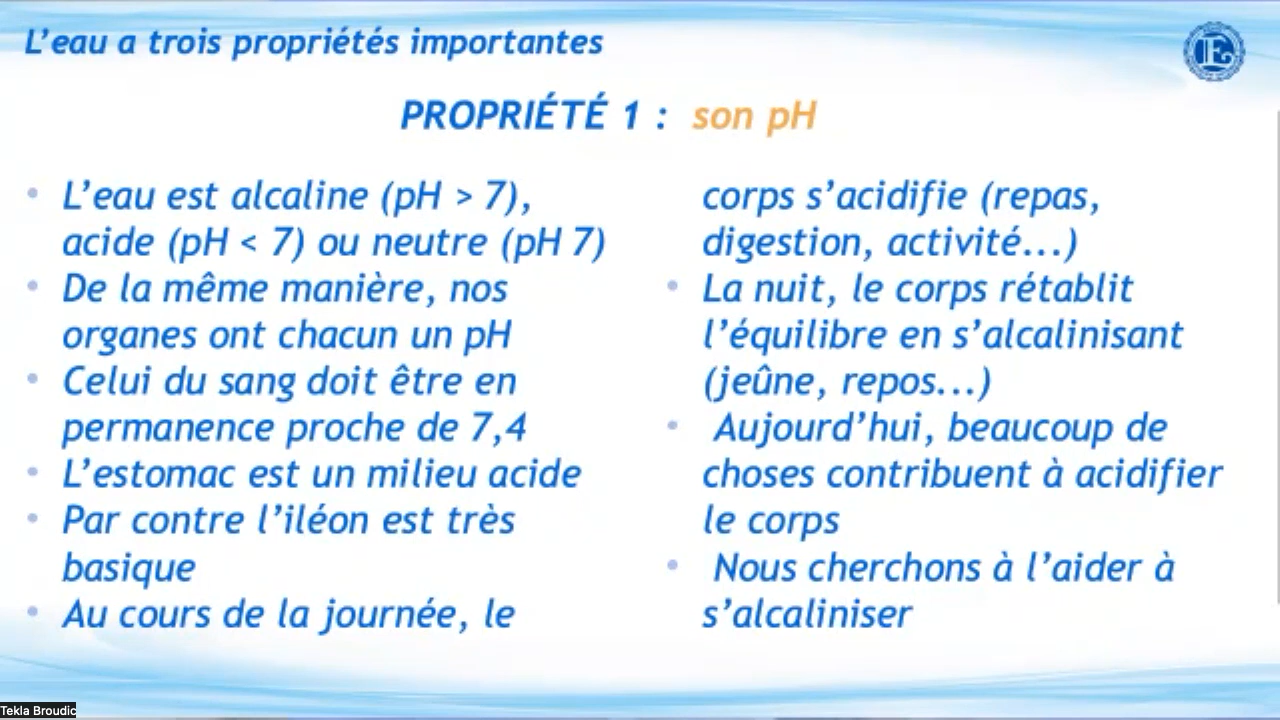 L'eau a trois propriétés importantes
PROPRIÉTÉ 1 : son pH
• L'eau est alcaline (pH > 7),
acide (pH < 7) ou neutre (pH 7)
• De la même manière, nos
organes ont chacun un pH
• Celui du sang doit être en
permanence proche de 7,4
• L'estomac est un milieu acide
• Par contre l'iléon est très
basique
• Au cours de la journée, le
corps s'acidifie (repas,
digestion, activité...)
• La nuit, le corps rétablit
l'équilibre en s'alcalinisant
(jeûne, repos...)
• Aujourd'hui, beaucoup de
choses contribuent à acidifier
le corps
• Nous cherchons à l'aider à
s'alcaliniser
Tekla Broudic